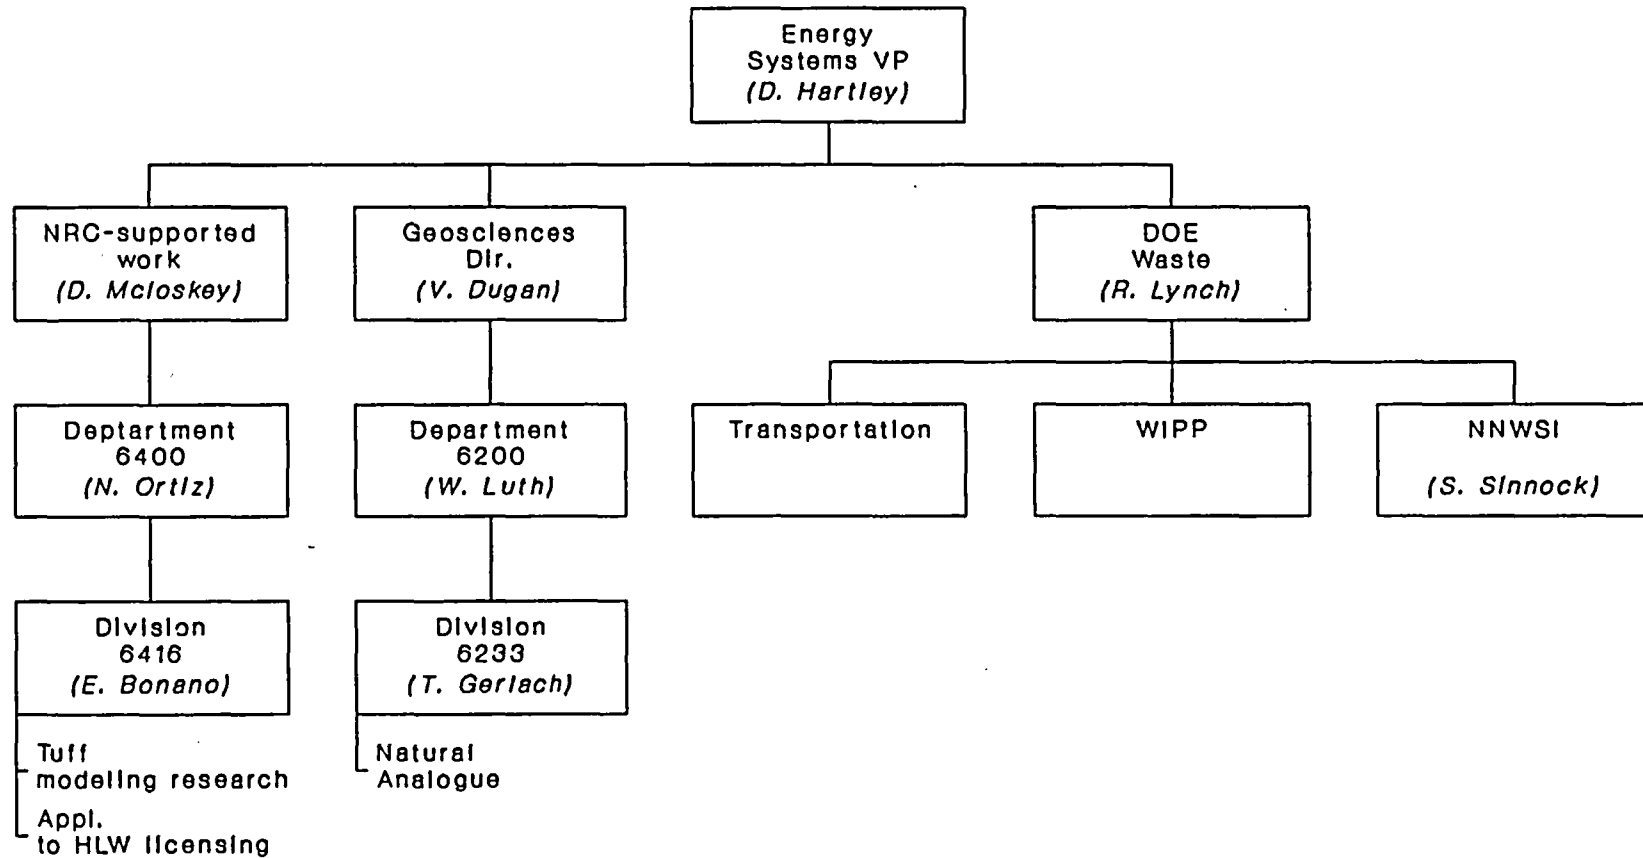 Energy
Systems VP
(D. Hartley)
NRC-supported
work
(D. Mcloskey)
Geosciences
Dir.
(V. Dugan)
DOE
Waste
(R. Lynch)
Deptartment
6400
(N. Ortiz)
Department
6200
(W. Luth)
Transportation
WIPP
NNWSI
(S. Sinnock)
Division
6416
(E. Bonano)
Division
6233
(T. Gerlach)
Tuff
modeling research
Appl.
to HLW licensing
Natural
Analogue